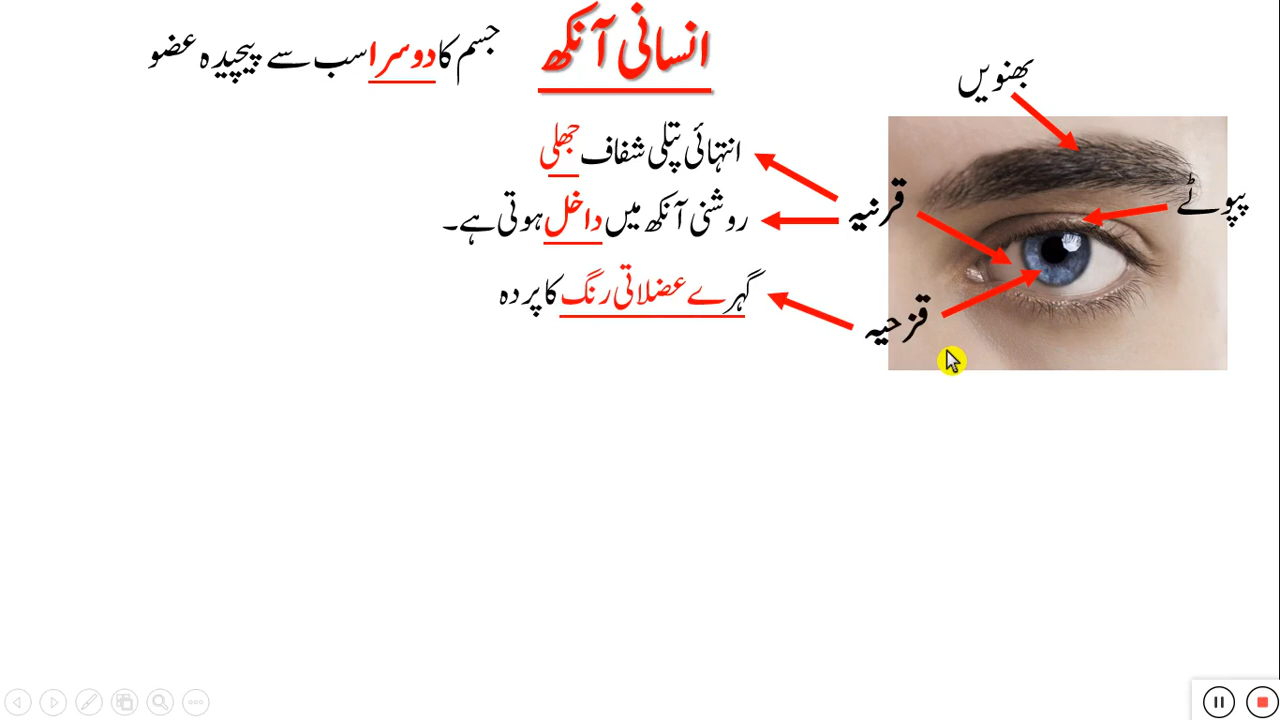 انسانی آنکھ
جسم کا دوسرا سب سے پیچیدہ عضو
بھنویں
پپوٹے
قرنیہ
انتہائی پتلی شفاف جھلی
روشنی آنکھ میں داخل ہوتی ہے۔
قزحیہ
گہرے عضلاتی رنگ کا پردہ